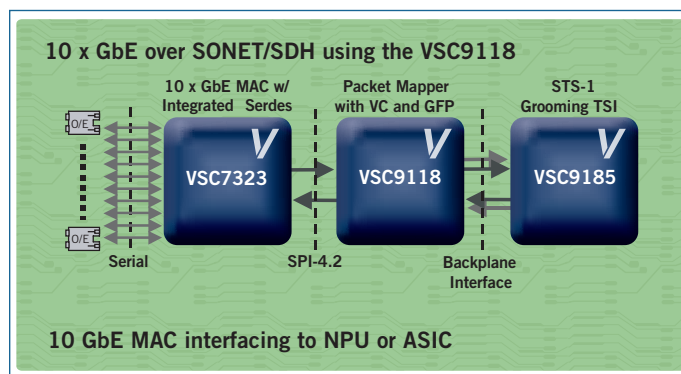 10 x GbE over SONET/SDH using the VSC9118
10 x GbE MAC w/
Integrated Serdes
Packet Mapper
with VC and GFP
STS-1
Grooming TSI
O/E
O/E
V
VSC7323
V
VSC9118
V
VSC9185
Serial
SPI-4.2
Backplane
Interface
10 GbE MAC interfacing to NPU or ASIC